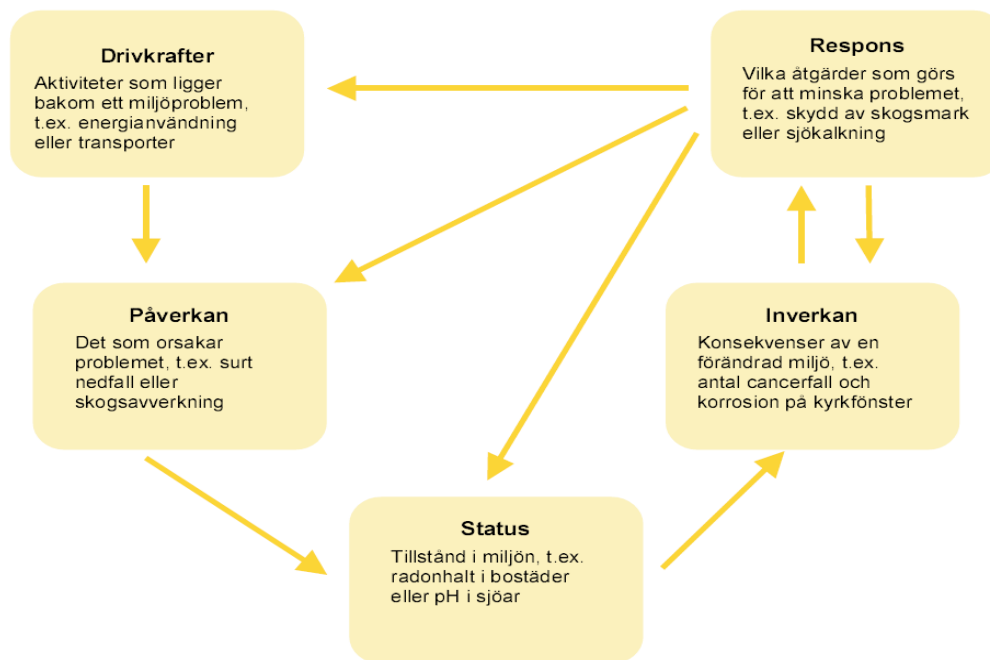 Drivkrafter
Aktiviteter som ligger
bakom ett miljöproblem,
t.ex. energianvändning
eller transporter
Respons
Vilka åtgärder som görs
för att minska problemet,
t.ex. skydd av skogsmark
eller sjökalkning
Påverkan
Det som orsakar
problemet, t.ex. surt
nedfall eller
skogsavverkning
Inverkan
Konsekvenser av en
förändrad miljö, t.ex.
antal cancerfall och
korrosion på kyrkfönster
Status
Tillstånd i miljön, t.ex.
radonhalt i bostäder
eller pH i sjöar